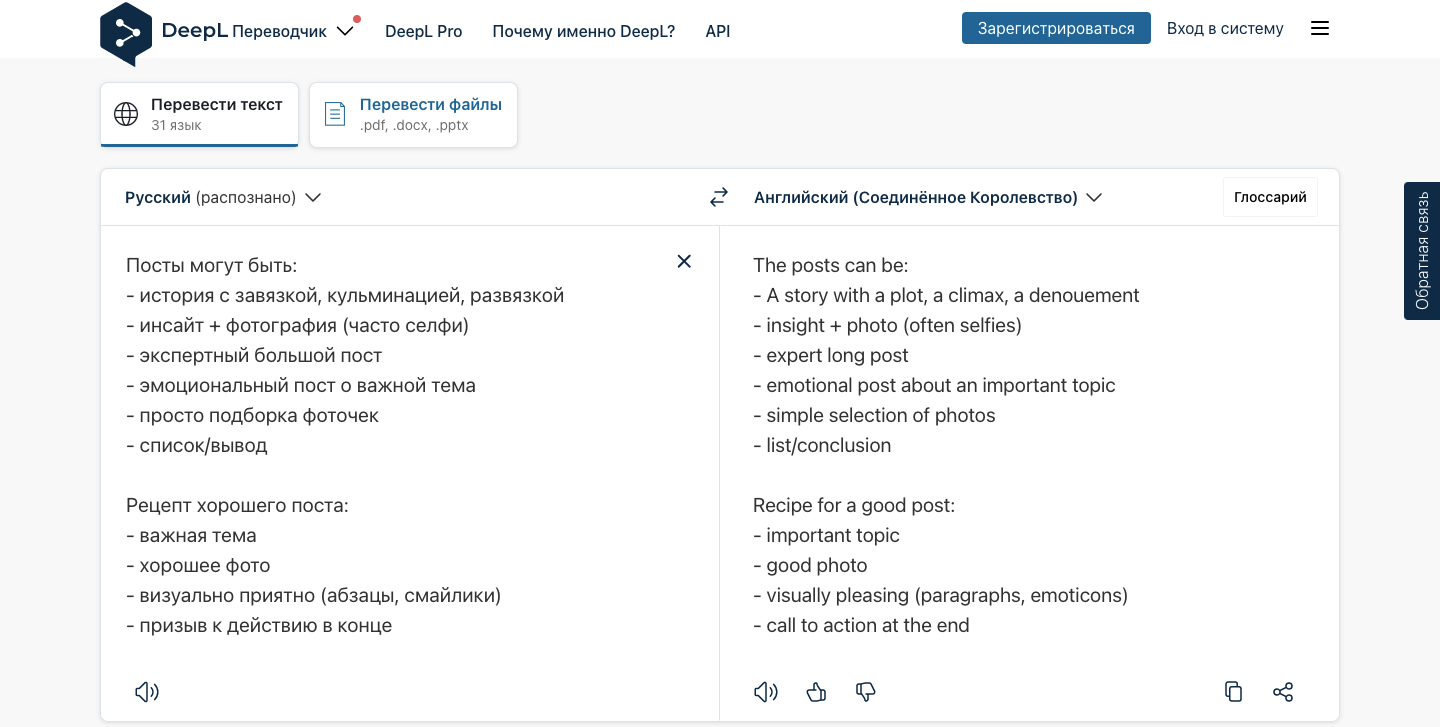 DeepL Переводчик
DeepL Pro
Почему именно DeepL?
API
Зарегистрироваться
Вход в систему
Перевести текст
31 язык
Перевести файлы
.pdf, .docx, .pptx
Русский (распознано)
Английский (Соединённое Королевство)
Глоссарий
Обратная связь
Посты могут быть:
- история с завязкой, кульминацией, развязкой
- инсайт + фотография (часто селфи)
- экспертный большой пост
- эмоциональный пост о важной тема
- просто подборка фоточек
- список/вывод
Рецепт хорошего поста:
- важная тема
- хорошее фото
- визуально приятно (абзацы, смайлики)
- призыв к действию в конце
The posts can be:
- A story with a plot, a climax, a denouement
- insight + photo (often selfies)
- expert long post
- emotional post about an important topic
- simple selection of photos
- list/conclusion
Recipe for a good post:
- important topic
- good photo
- visually pleasing (paragraphs, emoticons)
- call to action at the end